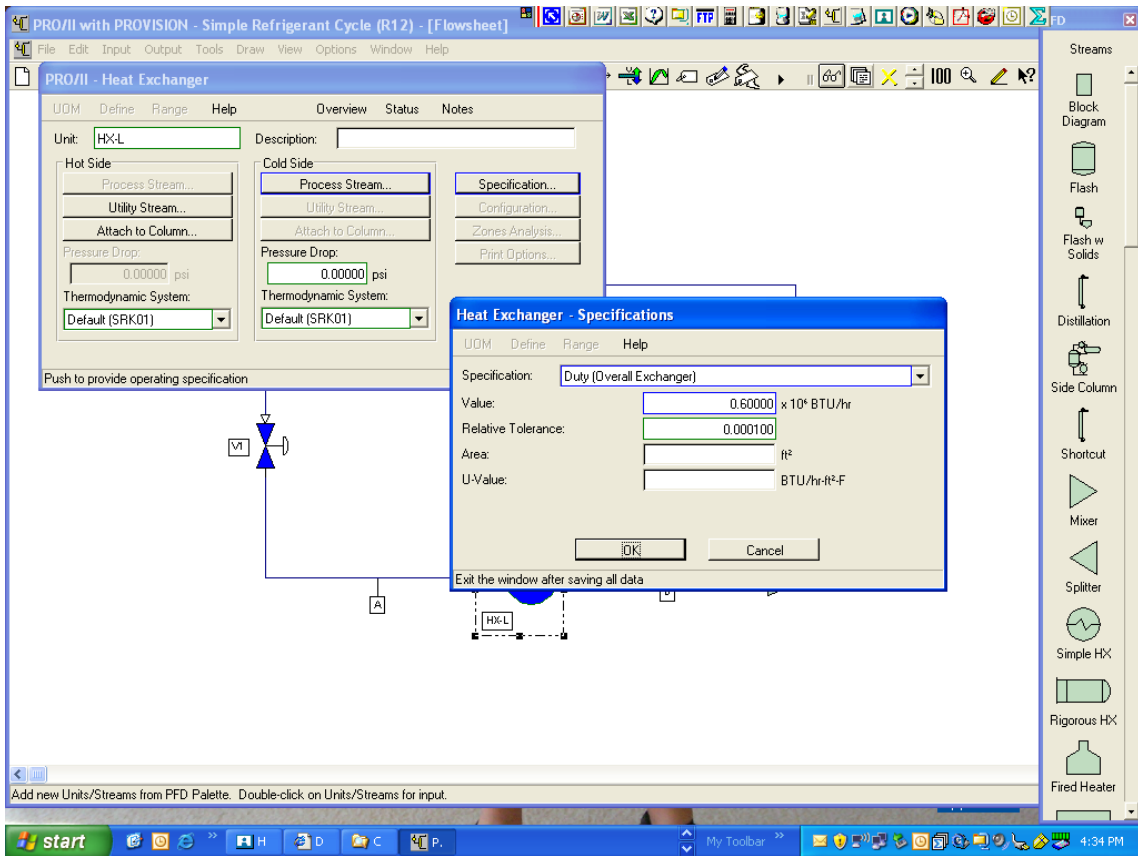 PRO/II with PROVISION - Simple Refrigerant Cycle (R12) - [Flowsheet]
FTP
FD
File Edit Input Output Tools Draw View Options Window Help
100
PRO/II - Heat Exchanger
UOM Define Range Help Overview Status Notes
Unit: HX-L Description:
Hot Side
Process Stream...
Utility Stream...
Attach to Column...
Pressure Drop:
0.00000 psi
Thermodynamic System:
Default (SRK01)
Cold Side
Process Stream...
Utility Stream...
Attach to Column...
Pressure Drop:
0.00000 psi
Thermodynamic System:
Default (SRK01)
Specification...
Configuration...
Zones Analysis...
Print Options...
Push to provide operating specification
Heat Exchanger - Specifications
UOM Define Range Help
Specification: Duty (Overall Exchanger)
Value: 0.60000 x 10⁶ BTU/hr
Relative Tolerance: 0.000100
Area: ft²
U-Value: BTU/hr-ft²-F
OK Cancel
Exit the window after saving all data
V1
A
HX-L
Streams
Block
Diagram
Flash
Flash w
Solids
Distillation
Side Column
Shortcut
Mixer
Splitter
Simple HX
Rigorous HX
Fired Heater
Add new Units/Streams from PFD Palette. Double-click on Units/Streams for input.
start H D C P. My Toolbar 4:34 PM